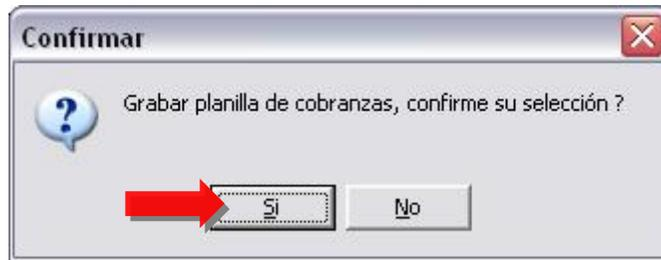 Confirmar
Grabar planilla de cobranzas, confirme su selección ?
Si
No